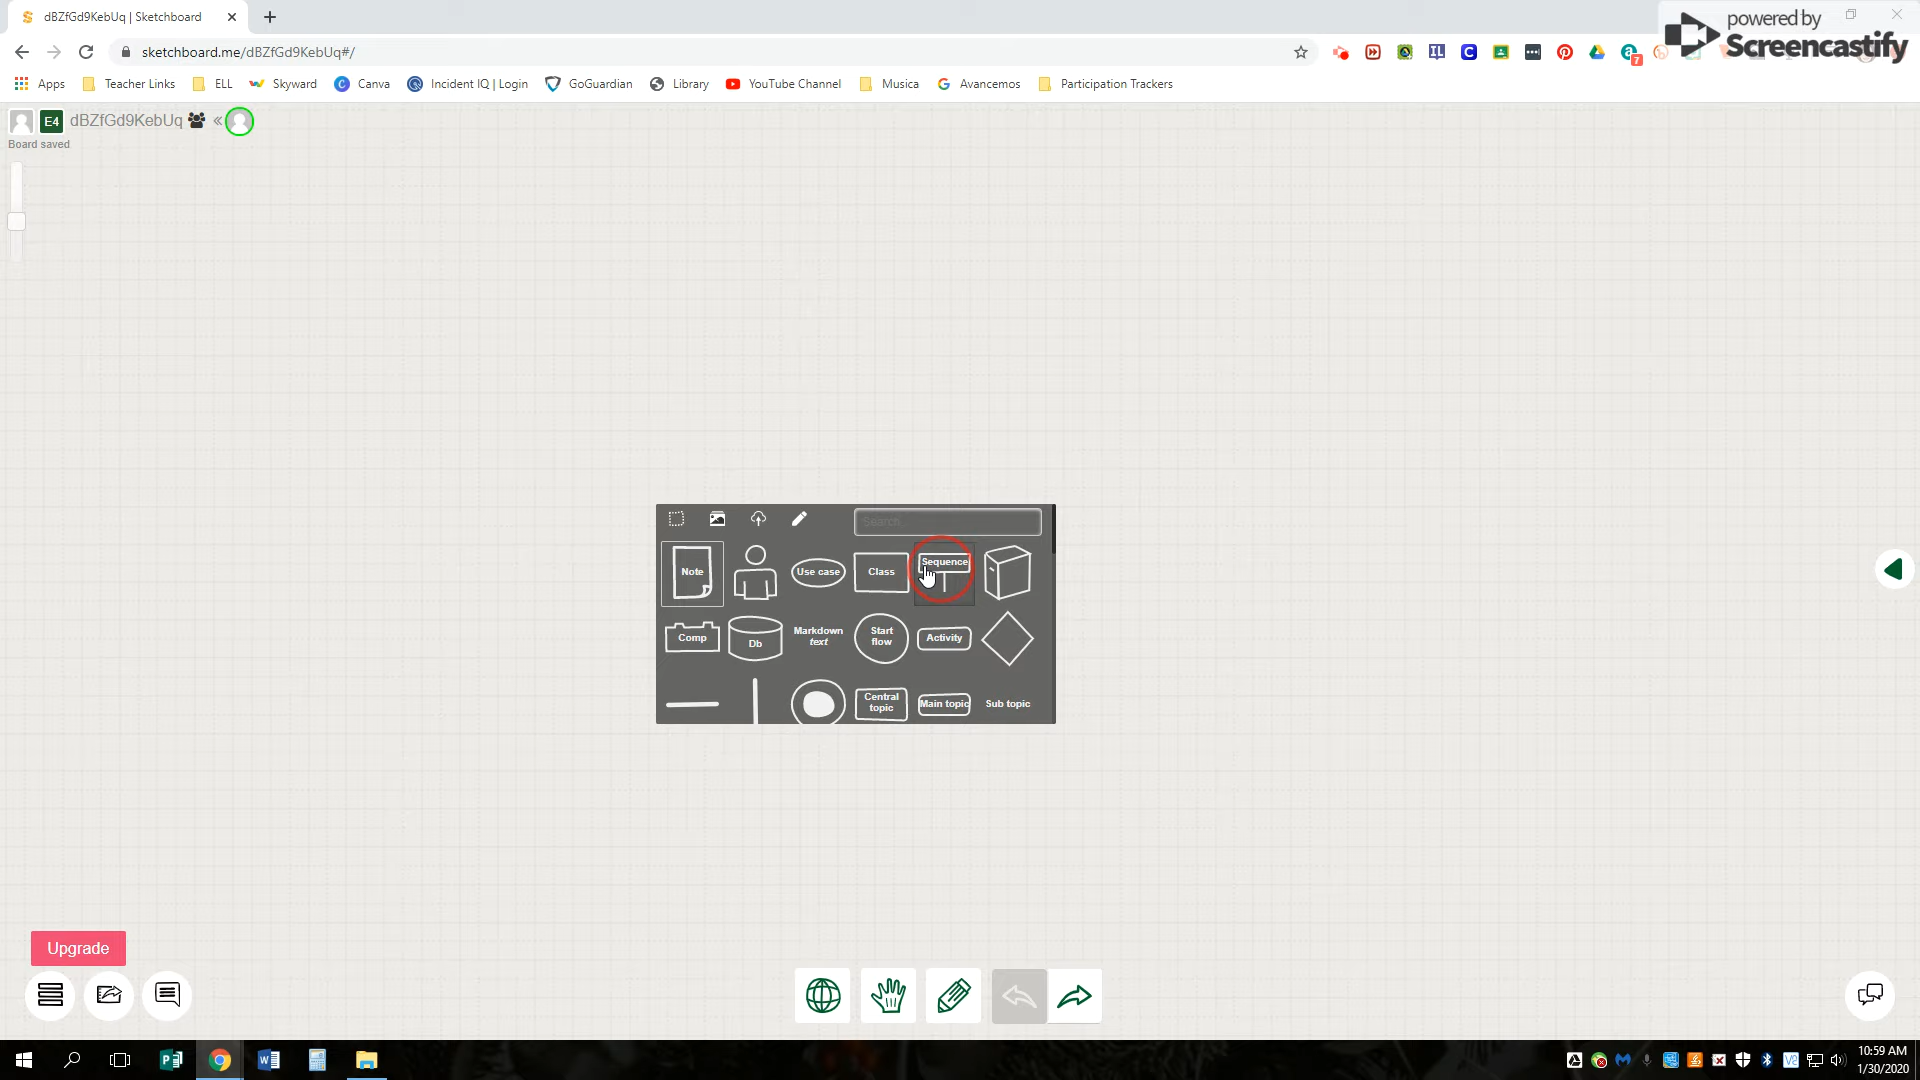 dBZfGd9KebUq | Sketchboard
powered by
Screencastify
sketchboard.me/dBZfGd9KebUq#/
Apps Teacher Links ELL Skyward Canva Incident IQ | Login GoGuardian Library YouTube Channel Musica Avancemos Participation Trackers
E4 dBZfGd9KebUq «
Board saved
Search
Note
Use case
Class
Sequence
Comp
Db
Markdown
text
Start
flow
Activity
Central
topic
Main topic
Sub topic
Upgrade
10:59 AM
1/30/2020